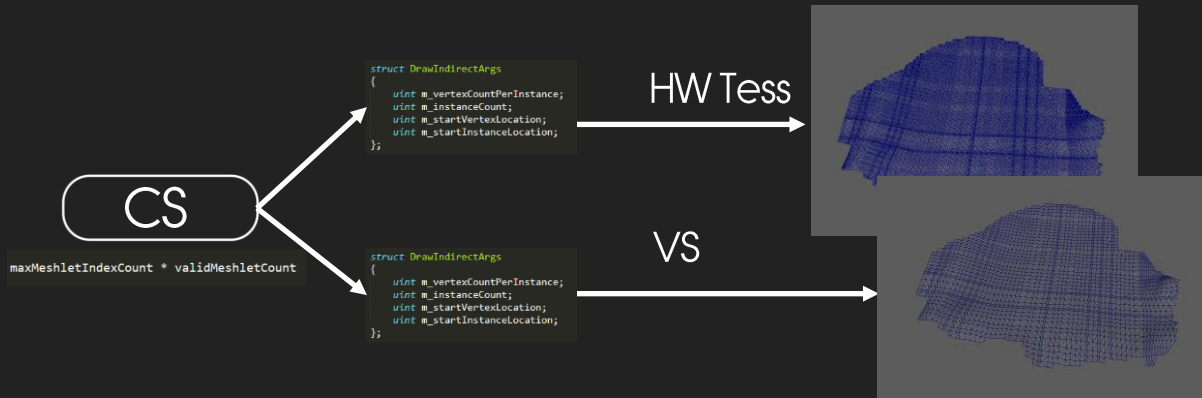 CS
maxMeshletIndexCount * validMeshletCount
struct DrawIndirectArgs
{
uint m_vertexCountPerInstance;
uint m_instanceCount;
uint m_startVertexLocation;
uint m_startInstanceLocation;
};
HW Tess
struct DrawIndirectArgs
{
uint m_vertexCountPerInstance;
uint m_instanceCount;
uint m_startVertexLocation;
uint m_startInstanceLocation;
};
VS